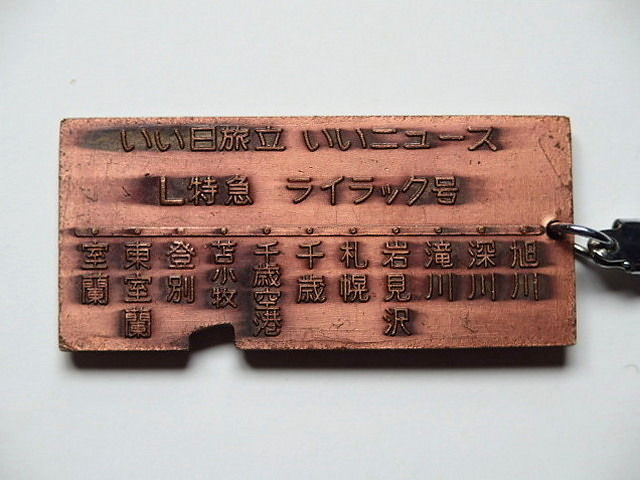 いい日旅立 いいニュース
L特急 ライラック号
室蘭 東室蘭 登別 苫小牧 千歳空港 千歳 札幌 岩見沢 滝川 深川 旭川